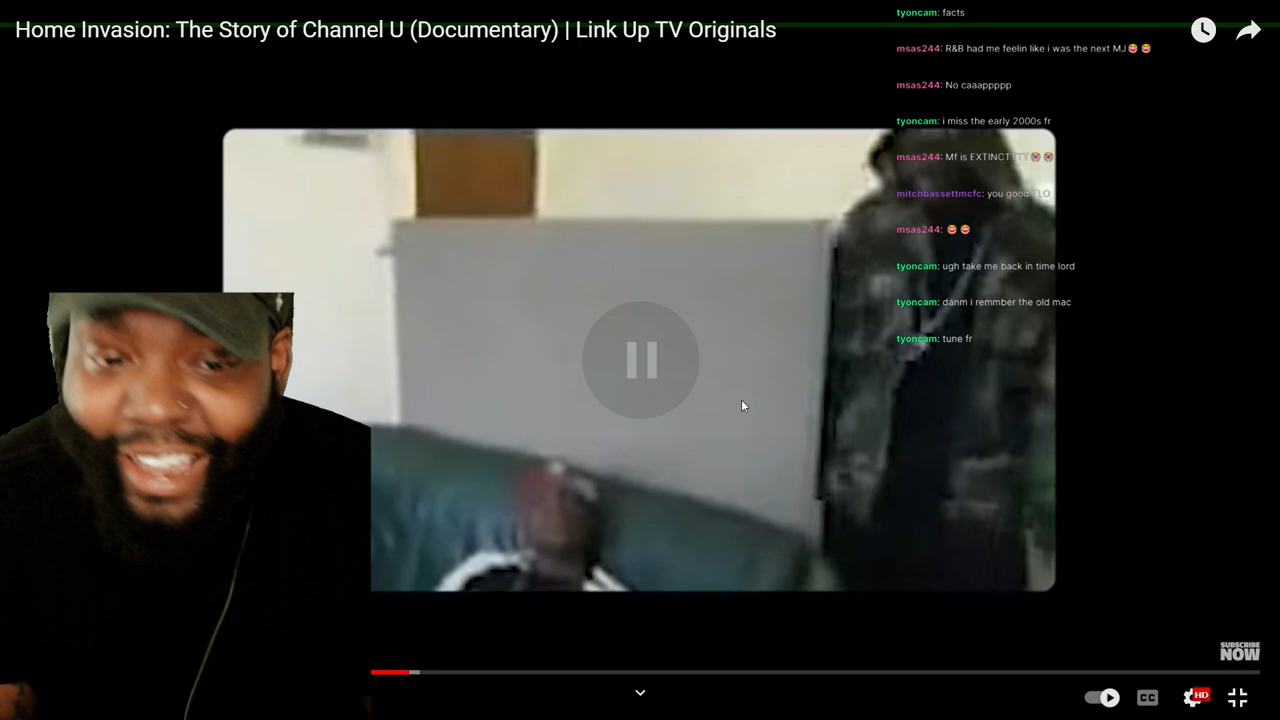 Home Invasion: The Story of Channel U (Documentary) | Link Up TV Originals
tyoncam: facts
msas244: R&B had me feelin like i was the next MJ
msas244: No caaappppp
tyoncam: i miss the early 2000s fr
msas244: Mf is EXTINCT
mitchbassettmcfc: you good
msas244:
tyoncam: ugh take me back in time lord
tyoncam: danm i remmber the old mac
tyoncam: tune fr
SUBSCRIBE
NOW
CC
HD